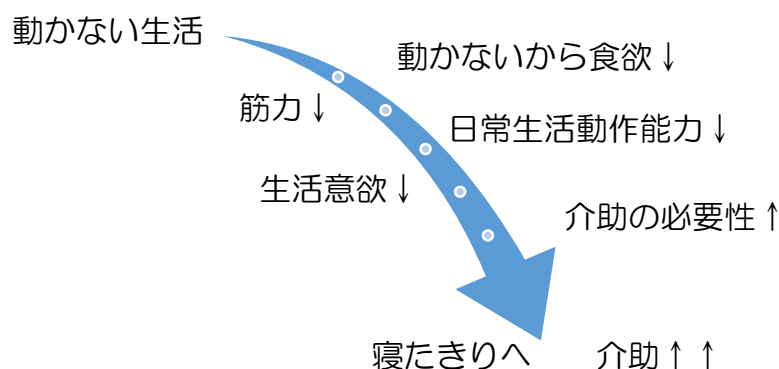 動かない生活
動かないから食欲↓
筋力↓
日常生活動作能力↓
生活意欲↓
介助の必要性↑
寝たきりへ 介助↑↑